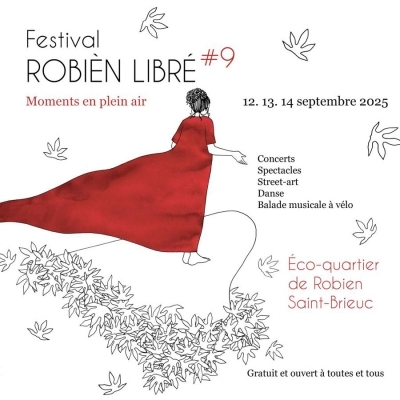 Festival
ROBIÈN LIBRÉ #9
Moments en plein air
12. 13. 14 septembre 2025
Concerts
Spectacles
Street-art
Danse
Balade musicale à vélo
Éco-quartier
de Robien
Saint-Brieuc
Gratuit et ouvert à toutes et tous